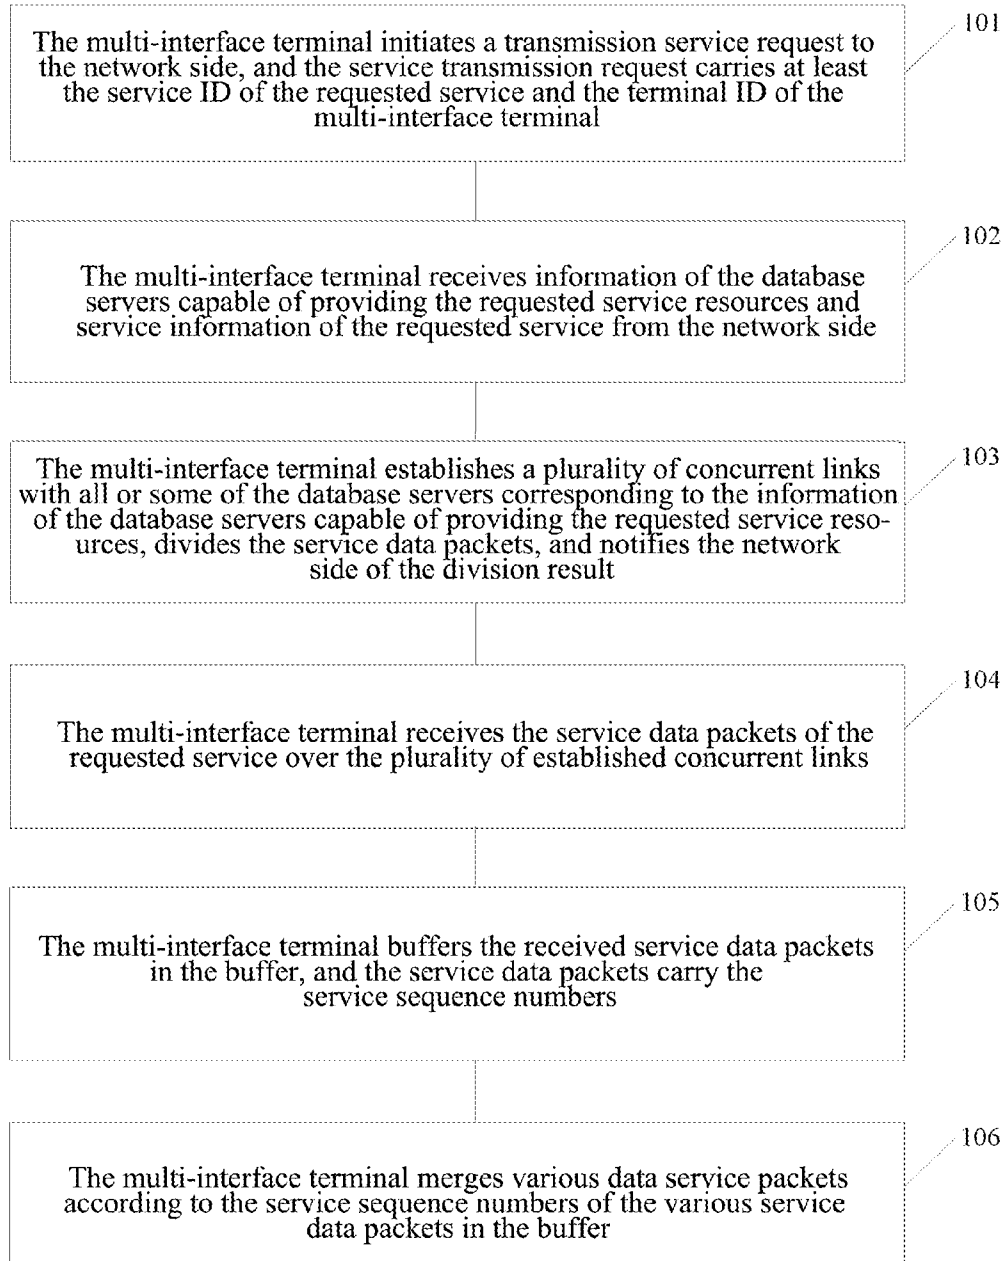 The multi-interface terminal initiates a transmission service request to
the network side, and the service transmission request carries at least
the service ID of the requested service and the terminal ID of the
multi-interface terminal
101
The multi-interface terminal receives information of the database
servers capable of providing the requested service resources and
service information of the requested service from the network side
102
The multi-interface terminal establishes a plurality of concurrent links
with all or some of the database servers corresponding to the information
of the database servers capable of providing the requested service reso-
urces, divides the service data packets, and notifies the network
side of the division result
103
The multi-interface terminal receives the service data packets of the
requested service over the plurality of established concurrent links
104
The multi-interface terminal buffers the received service data packets
in the buffer, and the service data packets carry the
service sequence numbers
105
The multi-interface terminal merges various data service packets
according to the service sequence numbers of the various service
data packets in the buffer
106